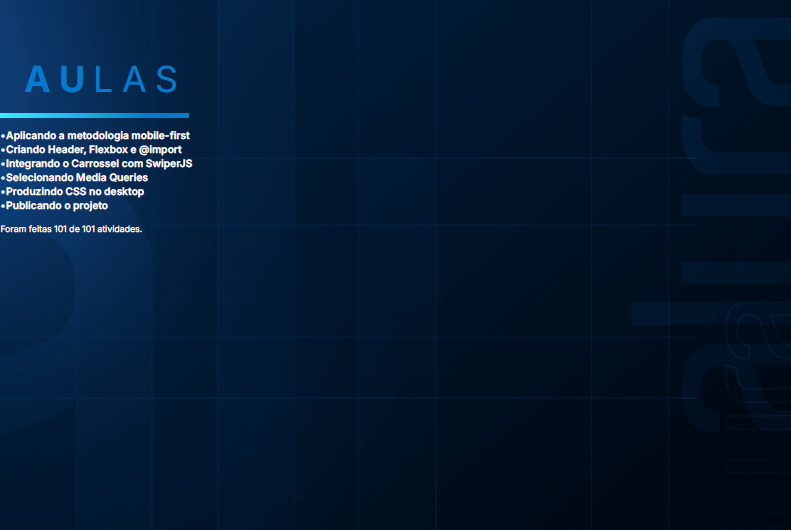 AULAS
•Aplicando a metodologia mobile-first
•Criando Header, Flexbox e @import
•Integrando o Carrossel com SwiperJS
•Selecionando Media Queries
•Produzindo CSS no desktop
•Publicando o projeto
Foram feitas 101 de 101 atividades.